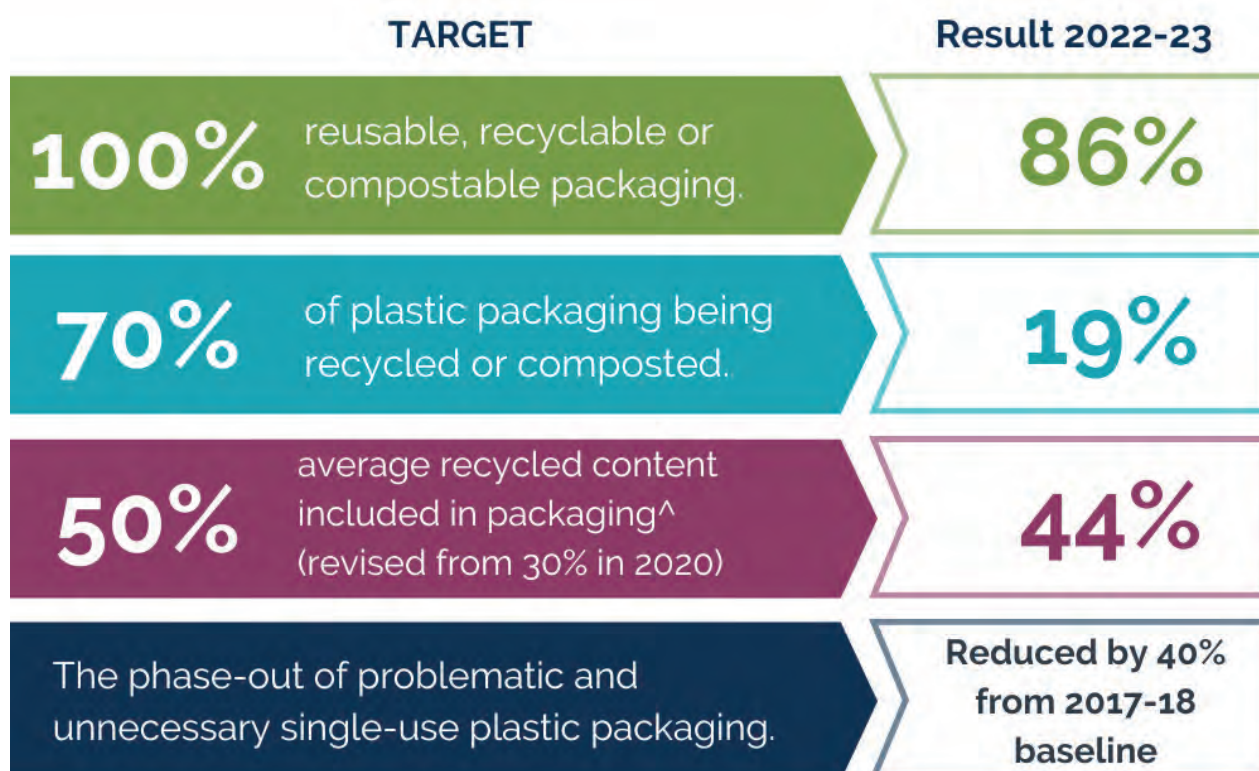 TARGET
Result 2022-23
100%
reusable, recyclable or
compostable packaging.
86%
70%
of plastic packaging being
recycled or composted.
19%
50%
average recycled content
included in packaging^
(revised from 30% in 2020)
44%
The phase-out of problematic and
unnecessary single-use plastic packaging.
Reduced by 40%
from 2017-18
baseline